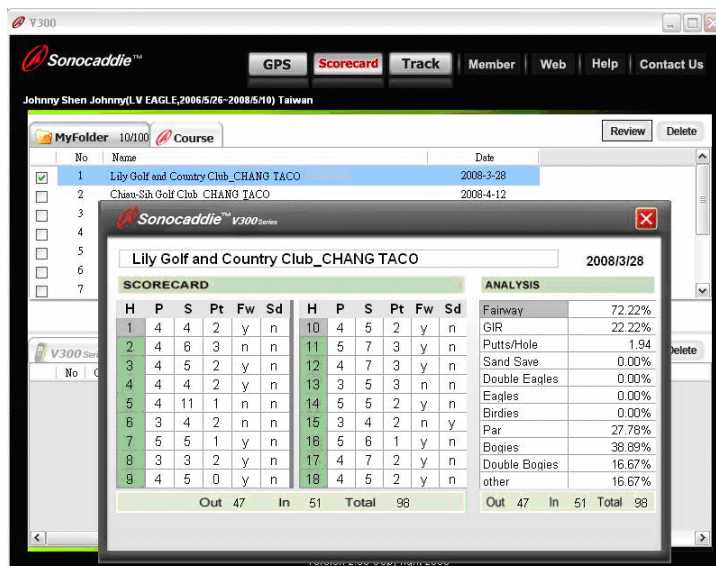 V300
Sonocaddie™
GPS Scorecard Track Member Web Help Contact Us
Johnny Shen Johnny(LV EAGLE,2006/5/26~2008/5/10) Taiwan
MyFolder 10/100 Course Review Delete
No Name Date
1 Lily Golf and Country Club_CHANG TACO 2008-3-28
2 Chiau-Sih Golf Club CHANG TACO 2008-4-12
3
4
5
6
7
Sonocaddie™ V300 Series
Lily Golf and Country Club_CHANG TACO 2008/3/28
SCORECARD ANALYSIS
H P S Pt Fw Sd H P S Pt Fw Sd
1 4 4 2 y n 10 4 5 2 y n
2 4 6 3 n n 11 5 7 3 y n
3 4 5 2 y n 12 4 7 3 y n
4 4 4 2 y n 13 3 5 3 n n
5 4 11 1 n n 14 5 5 2 y n
6 3 4 2 n n 15 3 4 2 n y
7 5 5 1 y n 16 5 6 1 y n
8 3 3 2 y n 17 4 7 2 y n
9 4 5 0 y n 18 4 5 2 y n
Out 47 In 51 Total 98
Fairway 72.22%
GIR 22.22%
Putts/Hole 1.94
Sand Save 0.00%
Double Eagles 0.00%
Eagles 0.00%
Birdies 0.00%
Par 27.78%
Bogies 38.89%
Double Bogies 16.67%
other 16.67%
Out 47 In 51 Total 98
V300 Seri
elete
No